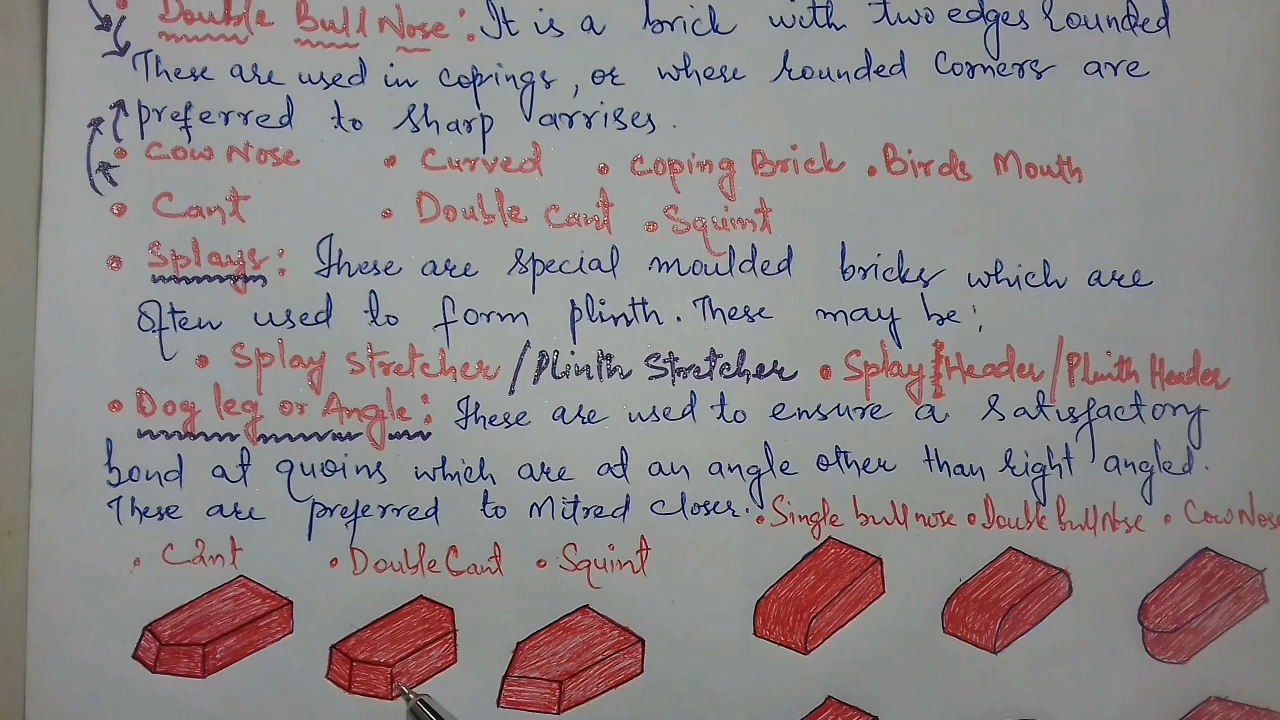 • Double Bull Nose: It is a brick with two edges rounded
These are used in copings, or where rounded corners are
preferred to sharp arrises.
• Cow Nose • Curved • Coping Brick • Birds Mouth
• Cant • Double Cant • Squint
• Splays: These are special moulded bricks which are
Often used to form plinth. These may be;
• Splay Stretcher/Plinth Stretcher • Splay Header/Plinth Header
• Dog leg or Angle: These are used to ensure a satisfactory
bond at quoins which are at an angle other than right angled.
These are preferred to Mitred Closer.
• Single bull nose • Double Bull Nose • Cow Nose
• Cant • Double Cant • Squint